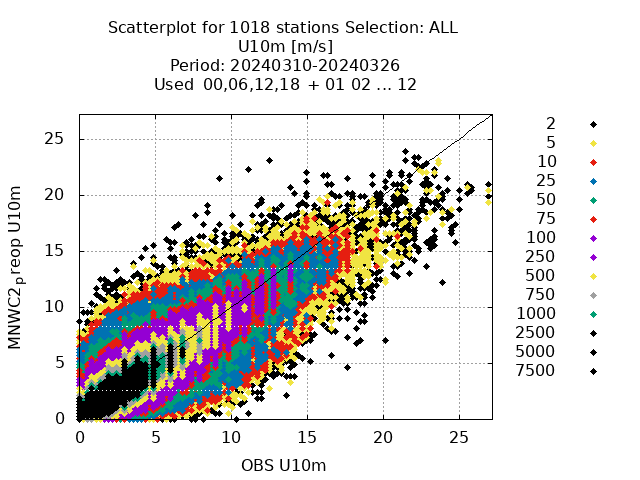 Scatterplot for 1018 stations Selection: ALL
U10m [m/s]
Period: 20240310-20240326
Used 00,06,12,18 + 01 02 ... 12
25
20
15
10
5
0
0 5 10 15 20 25
MNWC2preop U10m
OBS U10m
2
5
10
25
50
75
100
250
500
750
1000
2500
5000
7500